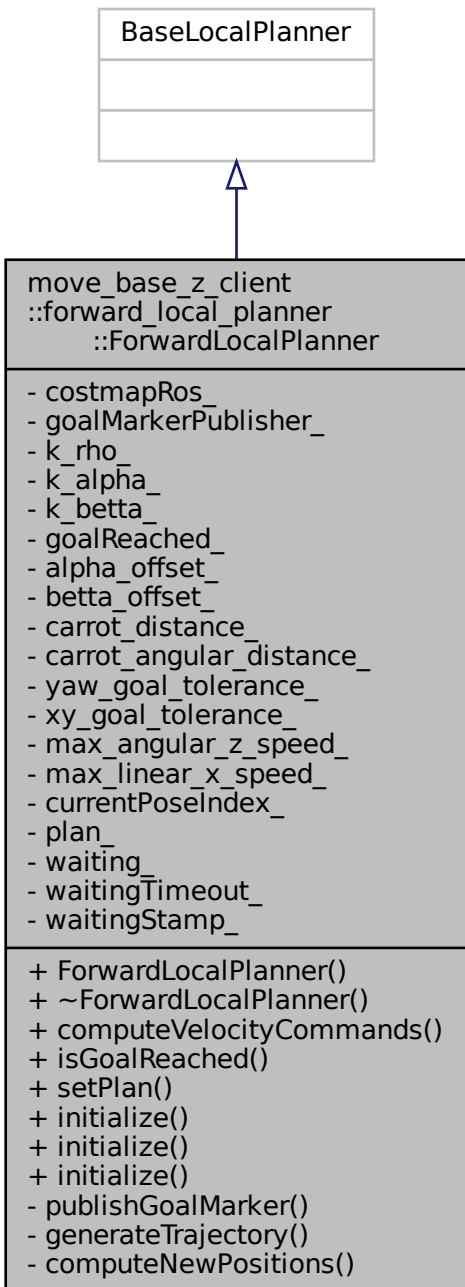 BaseLocalPlanner
move_base_z_client
::forward_local_planner
::ForwardLocalPlanner
- costmapRos_
- goalMarkerPublisher_
- k_rho_
- k_alpha_
- k_betta_
- goalReached_
- alpha_offset_
- betta_offset_
- carrot_distance_
- carrot_angular_distance_
- yaw_goal_tolerance_
- xy_goal_tolerance_
- max_angular_z_speed_
- max_linear_x_speed_
- currentPoseIndex_
- plan_
- waiting_
- waitingTimeout_
- waitingStamp_
+ ForwardLocalPlanner()
+ ~ForwardLocalPlanner()
+ computeVelocityCommands()
+ isGoalReached()
+ setPlan()
+ initialize()
+ initialize()
+ initialize()
- publishGoalMarker()
- generateTrajectory()
- computeNewPositions()